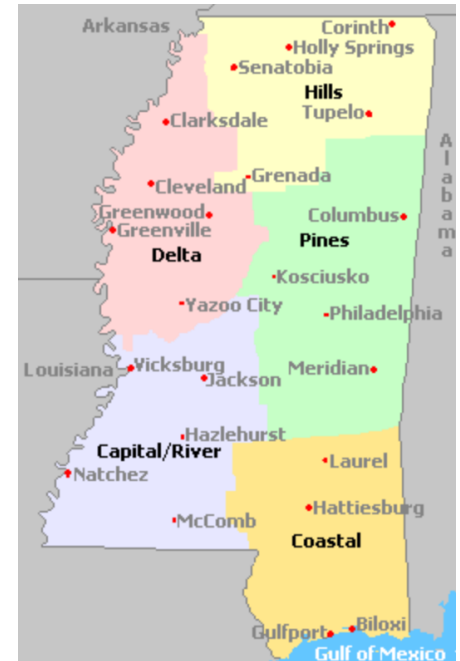 Arkansas
Corinth
Holly Springs
Senatobia
Hills
Tupelo
Clarksdale
Alabama
Grenada
Cleveland
Greenwood
Columbus
Greenville
Pines
Delta
Kosciusko
Yazoo City
Philadelphia
Louisiana
Vicksburg
Meridian
Jackson
Hazlehurst
Capital/River
Laurel
Natchez
Hattiesburg
McComb
Coastal
Biloxi
Gulfport
Gulf of Mexico